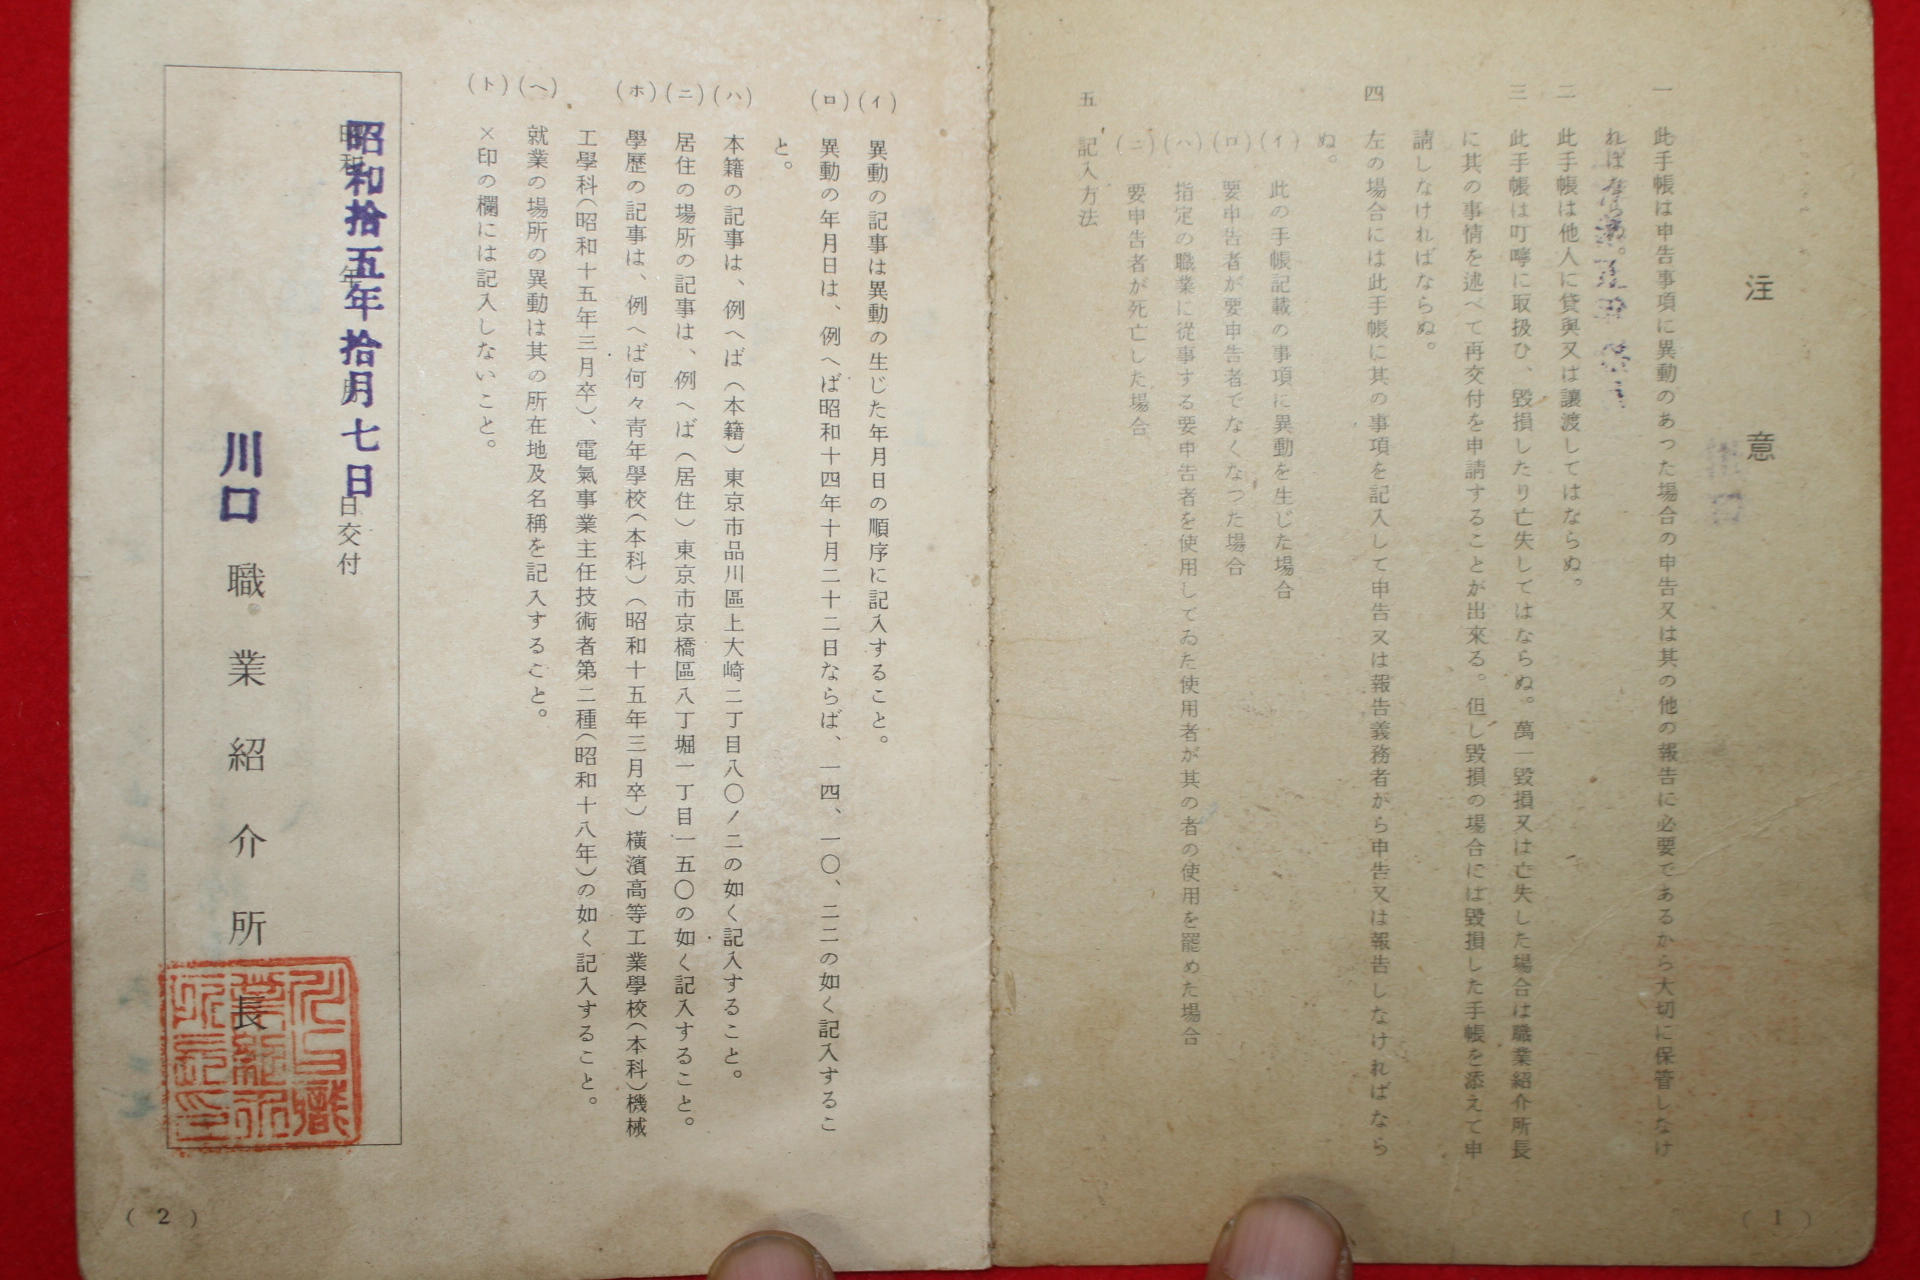 注意
一 此手帳は申告事項に異動のあった場合の申告又は其の他の報告に必要であるから大切に保管しなけ
ればならぬ。
二 此手帳は他人に貸與又は讓渡してはならぬ。
三 此手帳は叮嚀に取扱ひ、毀損したり亡失してはならぬ。萬一毀損又は亡失した場合は職業紹介所長
に其の事情を述べて再交付を申請することが出來る。但し毀損の場合には毀損した手帳を添えて申
請しなければならぬ。
四 左の場合には此手帳に其の事項を記入して申告又は報告義務者から申告又は報告しなければなら
ぬ。
(イ) 此の手帳記載の事項に異動を生じた場合
(ロ) 要申告者が要申告者でなくなつた場合
(ハ) 指定の職業に從事する要申告者を使用してゐた使用者が其の者の使用を罷めた場合
(ニ) 要申告者が死亡した場合
五 記入方法
(1)
(イ) 異動の記事は異動の生じた年月日の順序に記入すること。
(ロ) 異動の年月日は、例へば昭和十四年十月二十二日ならば、一四、一〇、二二の如く記入するこ
と。
(ハ) 本籍の記事は、例へば(本籍)東京市品川區上大崎二丁目八〇ノ二の如く記入すること。
(ニ) 居住の場所の記事は、例へば(居住)東京市京橋區八丁堀一丁目一五〇の如く記入すること。
(ホ) 學歷の記事は、例へば何々靑年學校(本科)(昭和十五年三月卒)橫濱高等工業學校(本科)機械
工學科(昭和十五年三月卒)、電氣事業主任技術者第二種(昭和十八年)の如く記入すること。
(ヘ) 就業の場所の異動は其の所在地及名稱を記入すること。
(ト) ×印の欄には記入しないこと。
昭和 年 月 日交付
昭和拾五年拾月七日
川口職業紹介所長
(2)